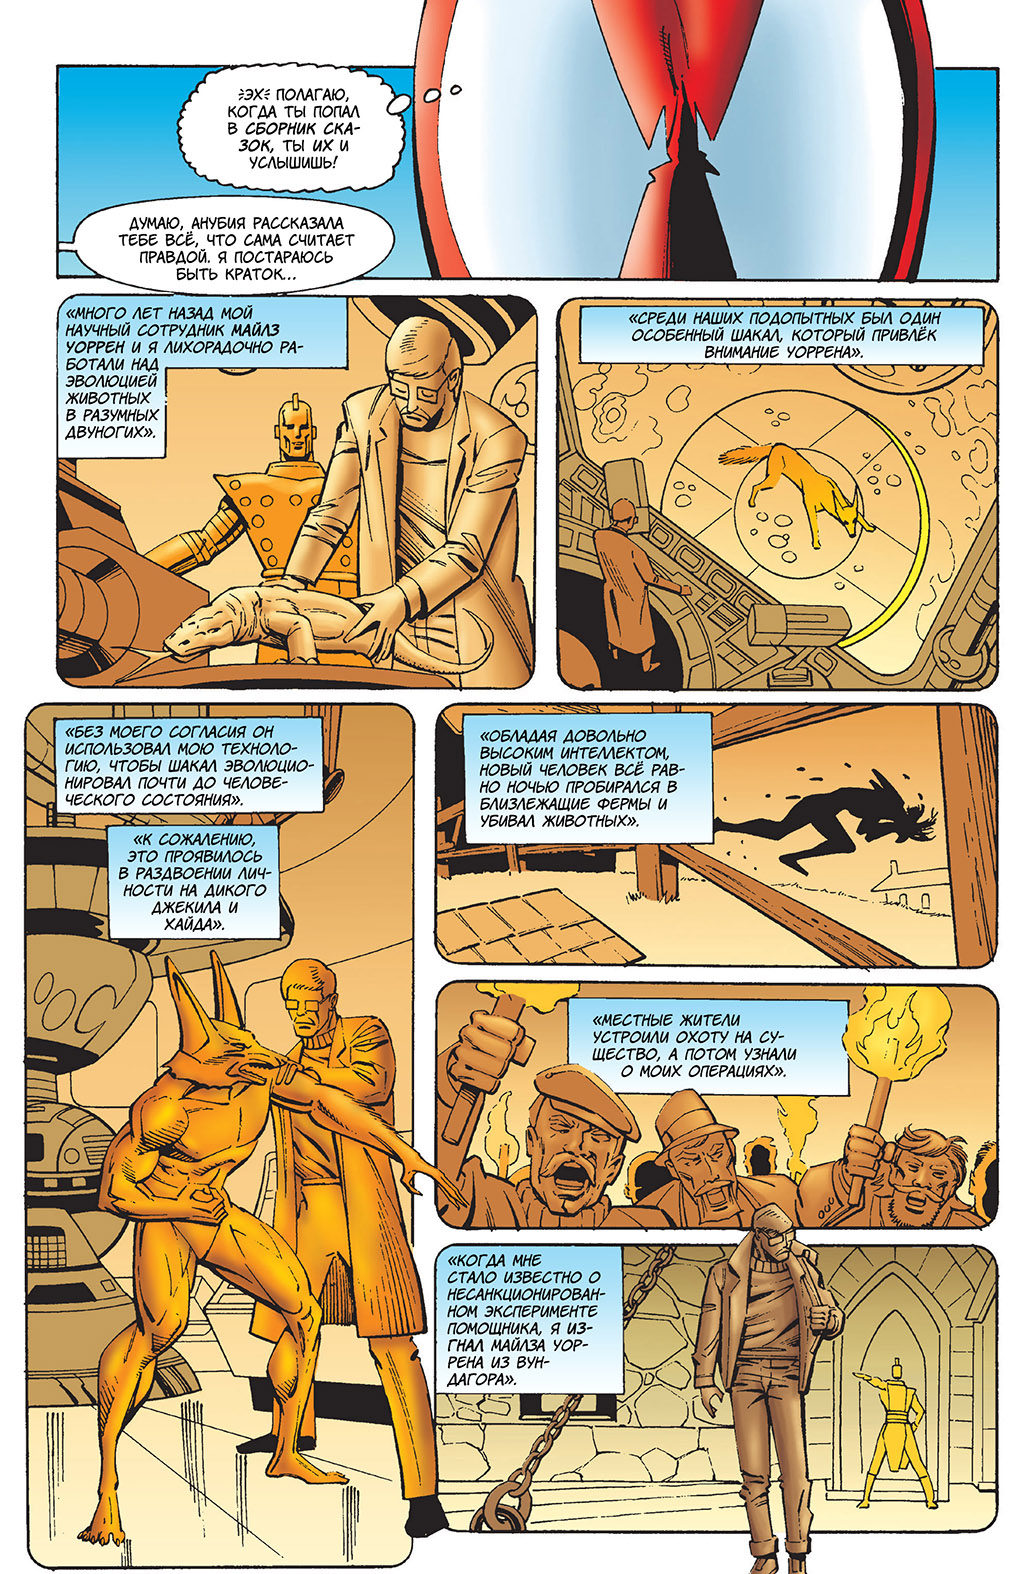 ЭХ ПОЛАГАЮ,
КОГДА ТЫ ПОПАЛ
В СБОРНИК СКА-
ЗОК, ТЫ ИХ И
УСЛЫШИШЬ!
ДУМАЮ, АНУБИЯ РАССКАЗАЛА
ТЕБЕ ВСЁ, ЧТО САМА СЧИТАЕТ
ПРАВДОЙ. Я ПОСТАРАЮСЬ
БЫТЬ КРАТОК...
«МНОГО ЛЕТ НАЗАД МОЙ
НАУЧНЫЙ СОТРУДНИК МАЙЛЗ
УОРРЕН И Я ЛИХОРАДОЧНО РА-
БОТАЛИ НАД
ЭВОЛЮЦИЕЙ
ЖИВОТНЫХ
В РАЗУМНЫХ
ДВУНОГИХ».
«СРЕДИ НАШИХ ПОДОПЫТНЫХ БЫЛ ОДИН
ОСОБЕННЫЙ ШАКАЛ, КОТОРЫЙ ПРИВЛЁК
ВНИМАНИЕ УОРРЕНА».
«БЕЗ МОЕГО СОГЛАСИЯ ОН
ИСПОЛЬЗОВАЛ МОЮ ТЕХНОЛО-
ГИЮ, ЧТОБЫ ШАКАЛ ЭВОЛЮЦИО-
НИРОВАЛ ПОЧТИ ДО ЧЕЛОВЕ-
ЧЕСКОГО СОСТОЯНИЯ».
«К СОЖАЛЕНИЮ,
ЭТО ПРОЯВИЛОСЬ
В РАЗДВОЕНИИ ЛИЧ-
НОСТИ НА ДИКОГО
ДЖЕКИЛА И
ХАЙДА».
«ОБЛАДАЯ ДОВОЛЬНО
ВЫСОКИМ ИНТЕЛЛЕКТОМ,
НОВЫЙ ЧЕЛОВЕК ВСЁ РАВ-
НО НОЧЬЮ ПРОБИРАЛСЯ В
БЛИЗЛЕЖАЩИЕ ФЕРМЫ И
УБИВАЛ ЖИВОТНЫХ».
«МЕСТНЫЕ ЖИТЕЛИ
УСТРОИЛИ ОХОТУ НА СУ-
ЩЕСТВО, А ПОТОМ УЗНАЛИ
О МОИХ ОПЕРАЦИЯХ».
«КОГДА МНЕ
СТАЛО ИЗВЕСТНО О
НЕСАНКЦИОНИРОВАН-
НОМ ЭКСПЕРИМЕНТЕ
ПОМОЩНИКА, Я ИЗ-
ГНАЛ МАЙЛЗА УОР-
РЕНА ИЗ ВУН-
ДАГОРА».